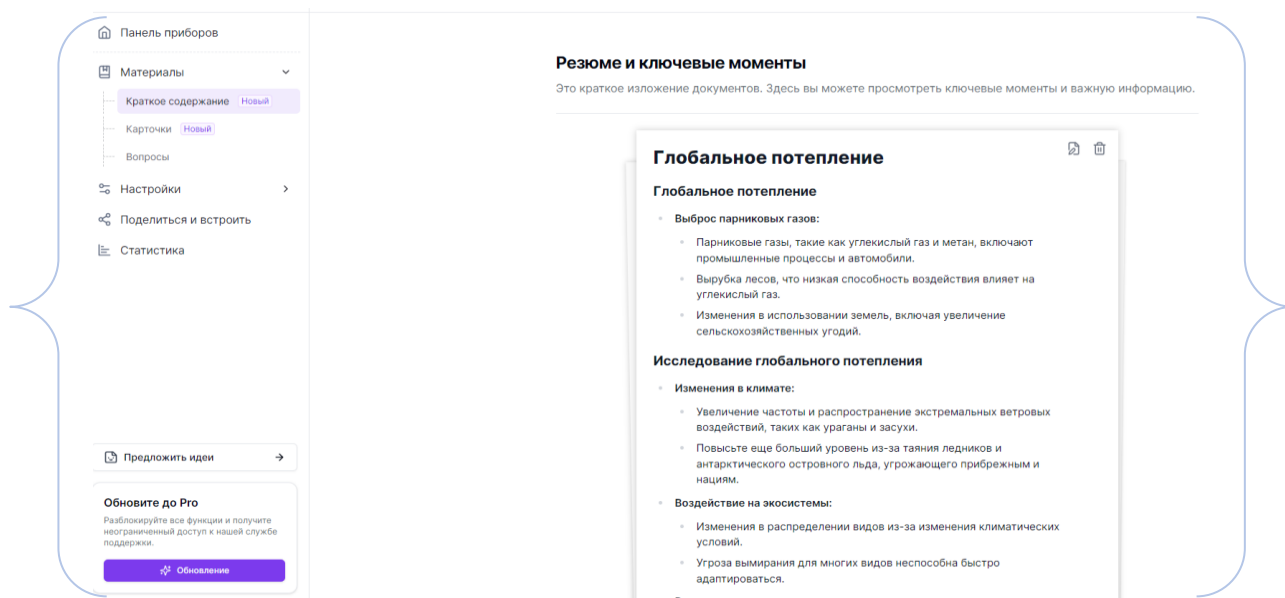 Панель приборов
Материалы
Краткое содержание Новый
Карточки Новый
Вопросы
Настройки
Поделиться и встроить
Статистика
Предложить идеи
Обновите до Pro
Разблокируйте все функции и получите
неограниченный доступ к нашей службе
поддержки.
Обновление
Резюме и ключевые моменты
Это краткое изложение документов. Здесь вы можете просмотреть ключевые моменты и важную информацию.
Глобальное потепление
Глобальное потепление
Выброс парниковых газов:
Парниковые газы, такие как углекислый газ и метан, включают
промышленные процессы и автомобили.
Вырубка лесов, что низкая способность воздействия влияет на
углекислый газ.
Изменения в использовании земель, включая увеличение
сельскохозяйственных угодий.
Исследование глобального потепления
Изменения в климате:
Увеличение частоты и распространение экстремальных ветровых
воздействий, таких как ураганы и засухи.
Повысьте еще больший уровень из-за таяния ледников и
антарктического островного льда, угрожающего прибрежным и
нациям.
Воздействие на экосистемы:
Изменения в распределении видов из-за изменения климатических
условий.
Угроза вымирания для многих видов неспособна быстро
адаптироваться.